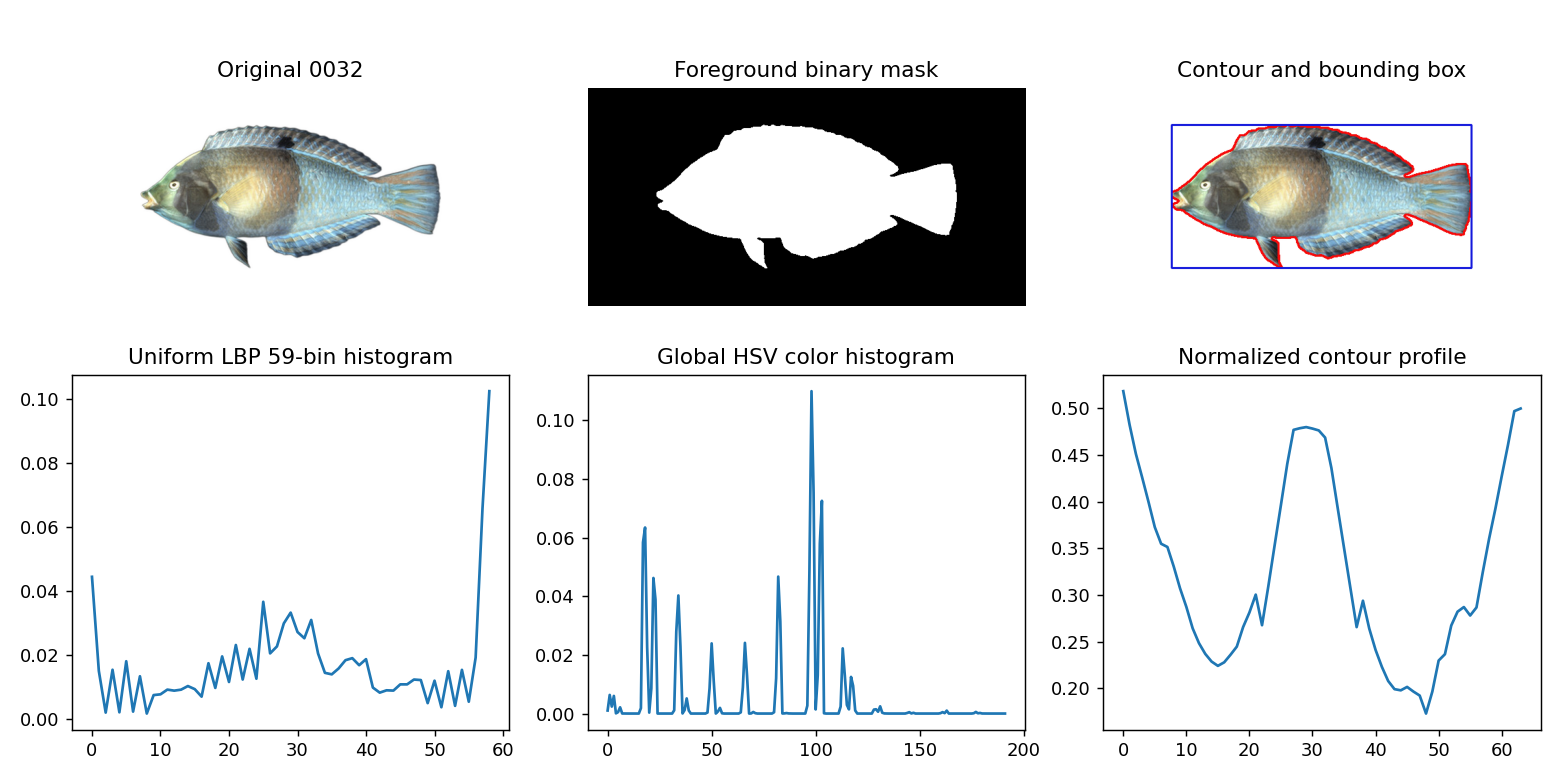 Original 0032
Foreground binary mask
Contour and bounding box
Uniform LBP 59-bin histogram
0.10
0.08
0.06
0.04
0.02
0.00
0 10 20 30 40 50 60
Global HSV color histogram
0.10
0.08
0.06
0.04
0.02
0.00
0 50 100 150 200
Normalized contour profile
0.50
0.45
0.40
0.35
0.30
0.25
0.20
0 10 20 30 40 50 60